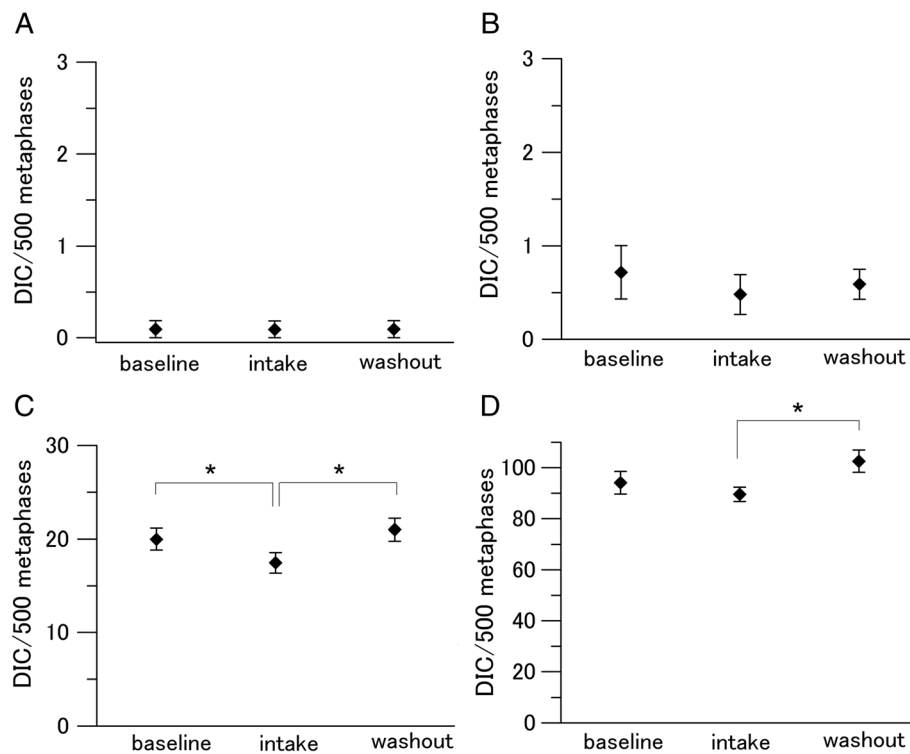 A
DIC/500 metaphases
3
2
1
0
baseline intake washout
B
DIC/500 metaphases
3
2
1
0
baseline intake washout
C
DIC/500 metaphases
30
20
10
0
* *
baseline intake washout
D
DIC/500 metaphases
100
80
60
40
20
0
*
baseline intake washout